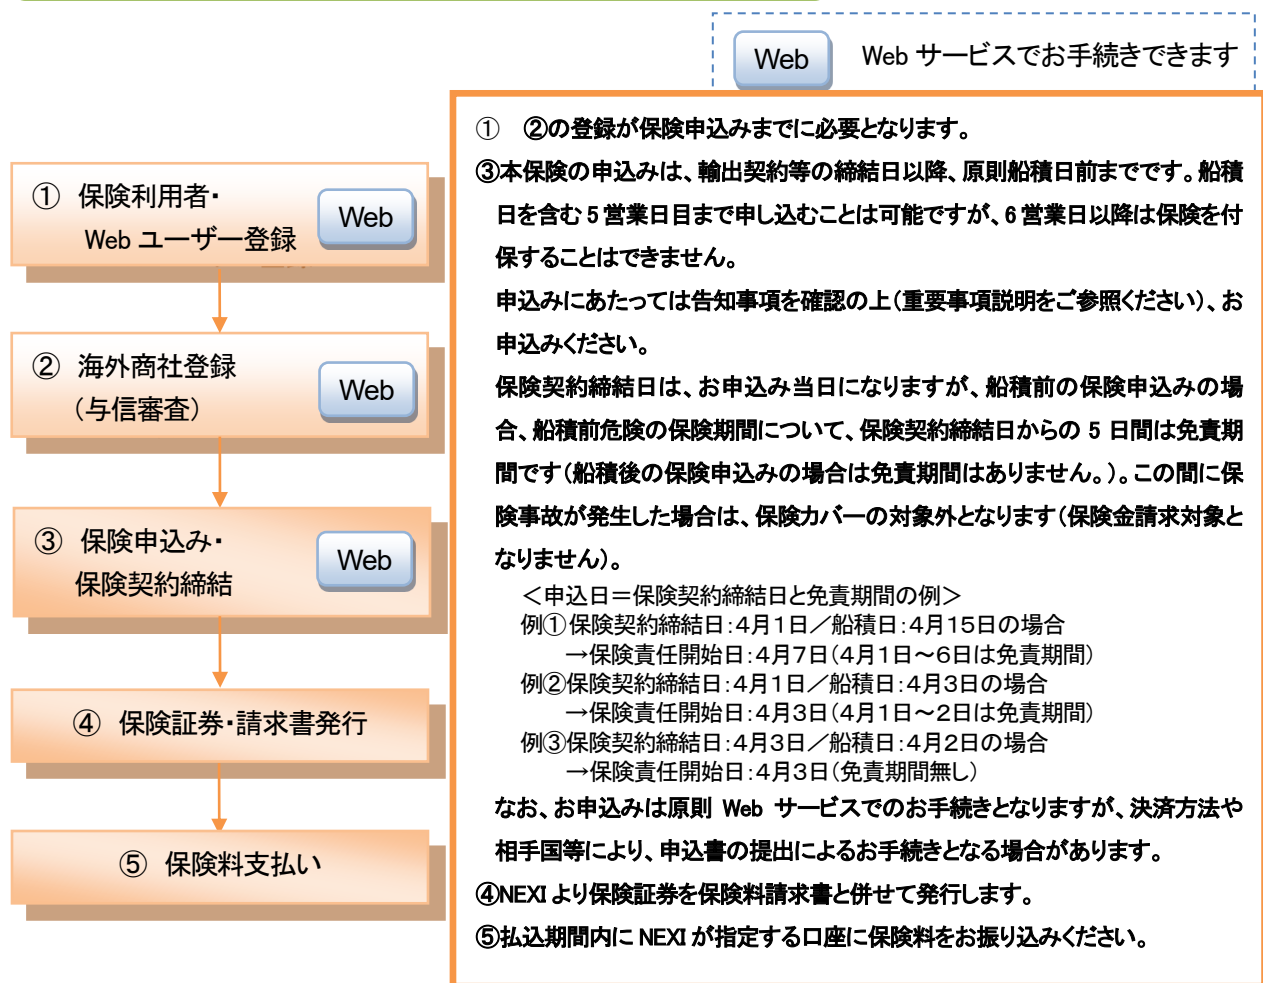 Web Web サービスでお手続きできます
① 保険利用者・
Web ユーザー登録
Web
② 海外商社登録
（与信審査）
Web
③ 保険申込み・
保険契約締結
Web
④ 保険証券・請求書発行
⑤ 保険料支払い
① ②の登録が保険申込みまでに必要となります。
③本保険の申込みは、輸出契約等の締結日以降、原則船積日前までです。船積
日を含む 5 営業日目まで申し込むことは可能ですが、6 営業日以降は保険を付
保することはできません。
申込みにあたっては告知事項を確認の上（重要事項説明をご参照ください）、お
申込みください。
保険契約締結日は、お申込み当日になりますが、船積前の保険申込みの場
合、船積前危険の保険期間について、保険契約締結日からの 5 日間は免責期
間です（船積後の保険申込みの場合は免責期間はありません。）。この間に保
険事故が発生した場合は、保険カバーの対象外となります（保険金請求対象と
なりません）。
＜申込日＝保険契約締結日と免責期間の例＞
例①保険契約締結日：４月１日／船積日：４月１５日の場合
→保険責任開始日：４月７日（４月１日～６日は免責期間）
例②保険契約締結日：４月１日／船積日：４月３日の場合
→保険責任開始日：４月３日（４月１日～２日は免責期間）
例③保険契約締結日：４月３日／船積日：４月２日の場合
→保険責任開始日：４月３日（免責期間無し）
なお、お申込みは原則 Web サービスでのお手続きとなりますが、決済方法や
相手国等により、申込書の提出によるお手続きとなる場合があります。
④NEXI より保険証券を保険料請求書と併せて発行します。
⑤払込期間内に NEXI が指定する口座に保険料をお振り込みください。